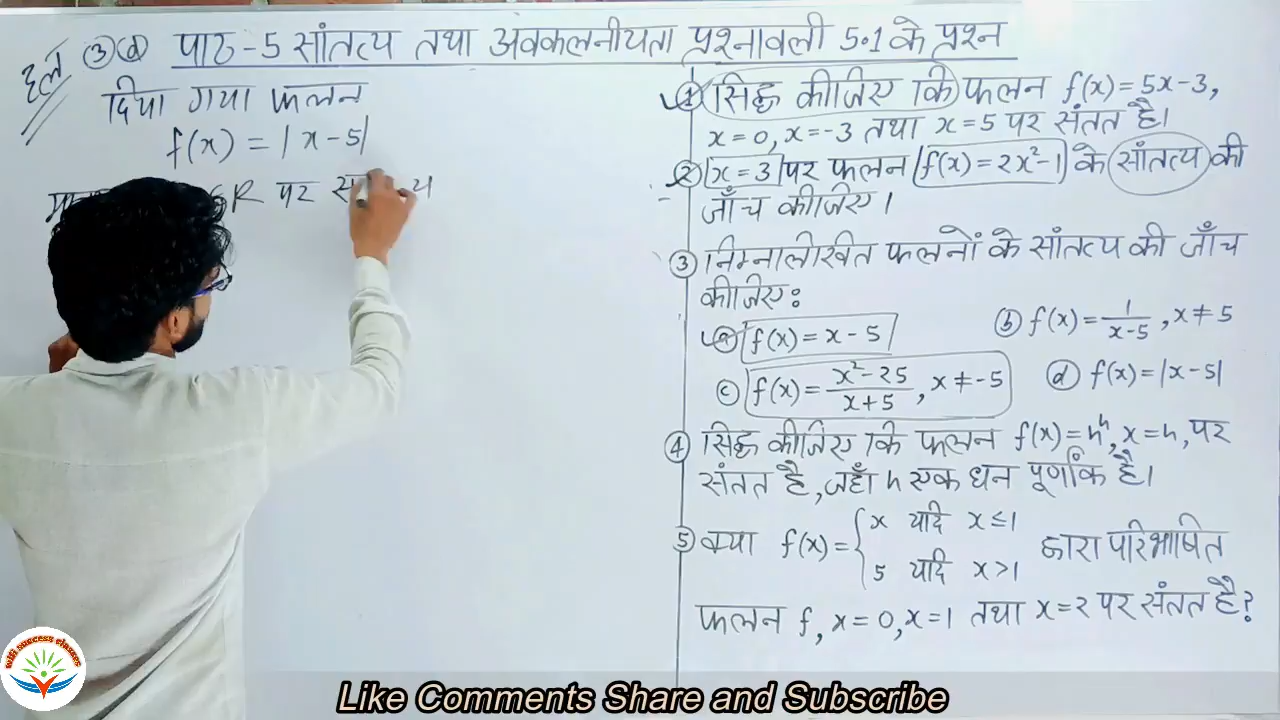 हल ③ⓓ पाठ-5 सांतत्य तथा अवकलनीयता प्रश्नावली 5.1 के प्रश्न
दिया गया फलन
f(x) = |x-5|
∈R पर
① सिद्ध कीजिए कि फलन f(x)=5x-3,
x=0, x=-3 तथा x=5 पर संतत है।
② x=3 पर फलन f(x)=2x²-1 के सांतत्य की
जाँच कीजिए।
③ निम्नलिखित फलनों के सांतत्य की जाँच
कीजिए:
ⓐ f(x)=x-5 ⓑ f(x)=1/(x-5), x≠5
ⓒ f(x)=(x²-25)/(x+5), x≠-5 ⓓ f(x)=|x-5|
④ सिद्ध कीजिए कि फलन f(x)=xⁿ, x=n, पर
संतत है, जहाँ n एक धन पूर्णांक है।
⑤ क्या f(x)={x यदि x≤1
5 यदि x>1 द्वारा परिभाषित
फलन f, x=0, x=1 तथा x=2 पर संतत है?
success classes
Like Comments Share and Subscribe